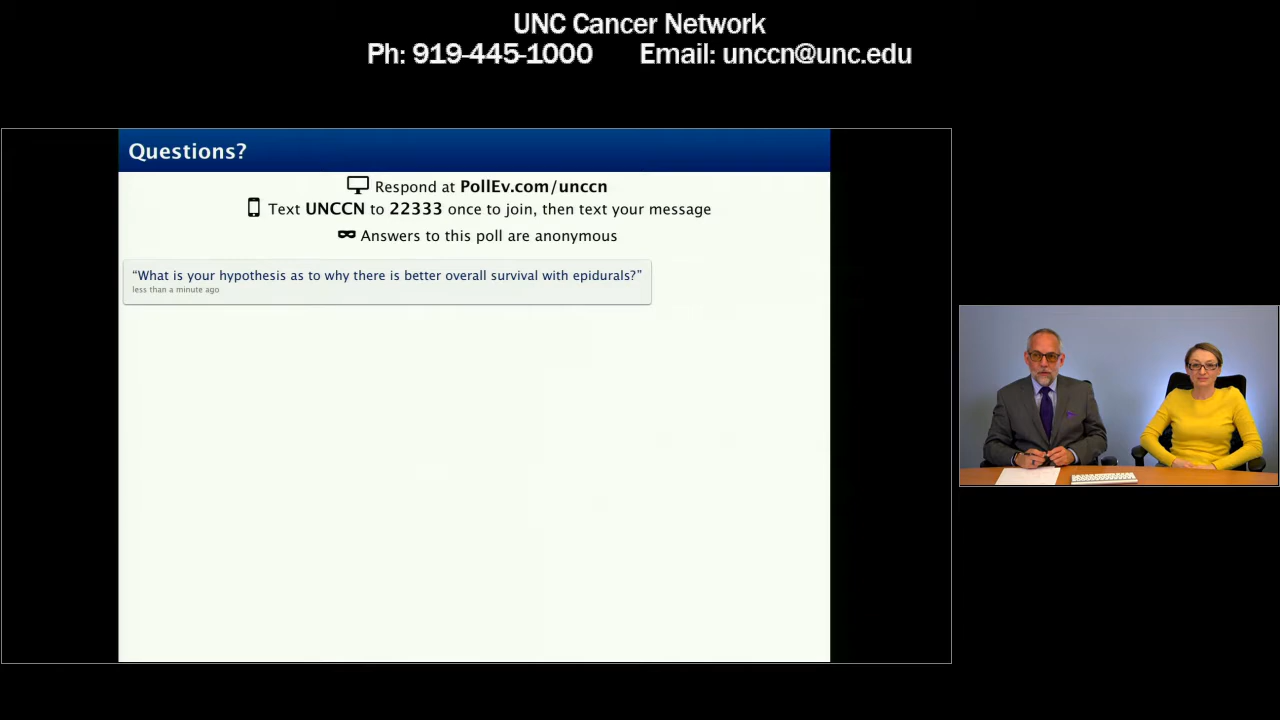 UNC Cancer Network
Ph: 919-445-1000 Email: unccn@unc.edu
Questions?
Respond at PollEv.com/unccn
Text UNCCN to 22333 once to join, then text your message
Answers to this poll are anonymous
“What is your hypothesis as to why there is better overall survival with epidurals?”
less than a minute ago